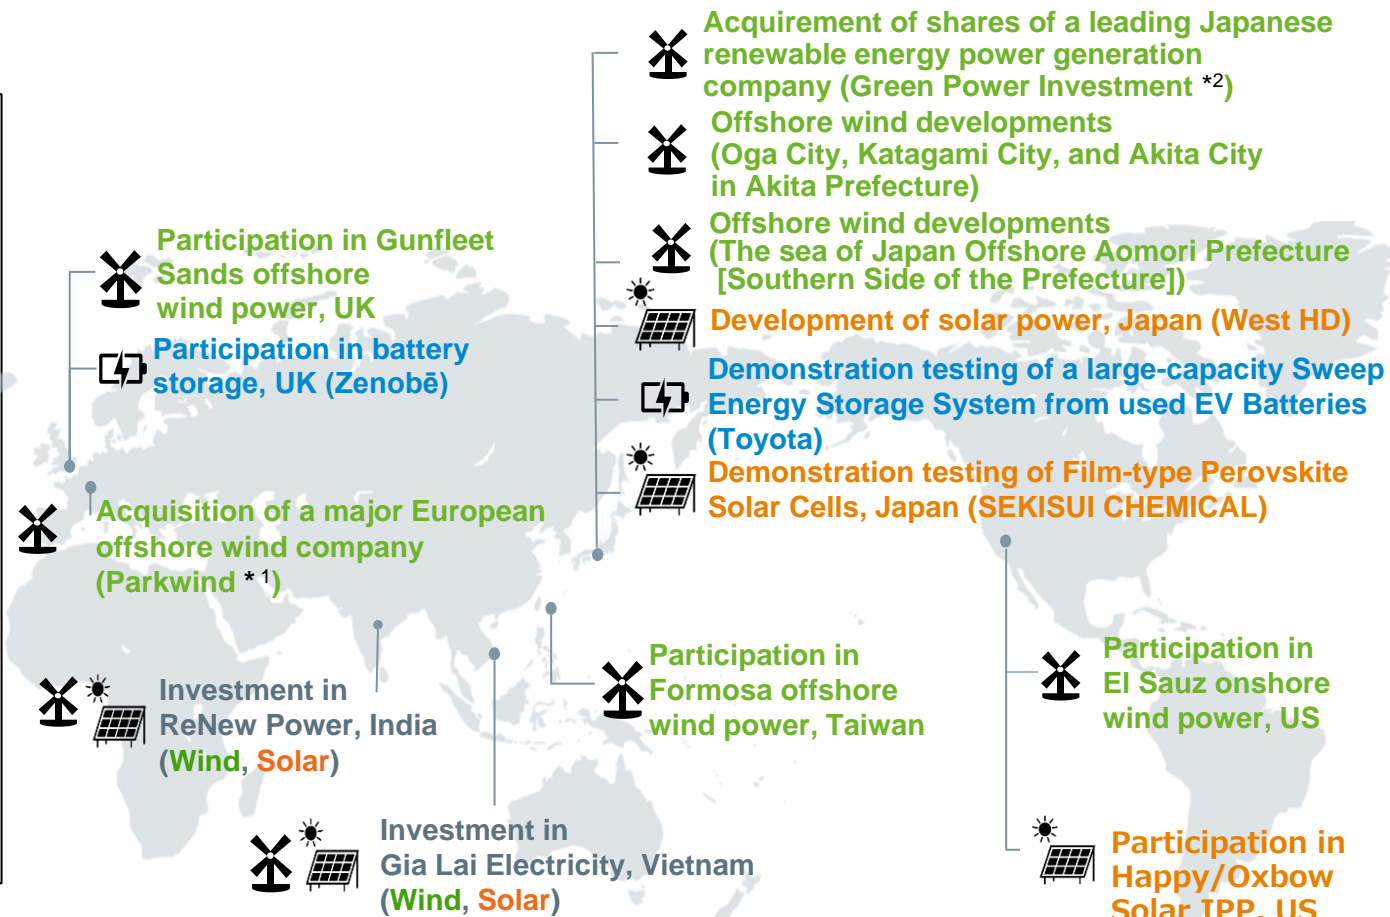 Acquirement of shares of a leading Japanese
renewable energy power generation
company (Green Power Investment *2)
Offshore wind developments
(Oga City, Katagami City, and Akita City
in Akita Prefecture)
Offshore wind developments
(The sea of Japan Offshore Aomori Prefecture
[Southern Side of the Prefecture])
Development of solar power, Japan (West HD)
Demonstration testing of a large-capacity Sweep
Energy Storage System from used EV Batteries
(Toyota)
Demonstration testing of Film-type Perovskite
Solar Cells, Japan (SEKISUI CHEMICAL)
Participation in Gunfleet
Sands offshore
wind power, UK
Participation in battery
storage, UK (Zenobē)
Acquisition of a major European
offshore wind company
(Parkwind *1)
Investment in
ReNew Power, India
(Wind, Solar)
Investment in
Gia Lai Electricity, Vietnam
(Wind, Solar)
Participation in
Formosa offshore
wind power, Taiwan
Participation in
El Sauz onshore
wind power, US
Participation in
Happy/Oxbow
Solar IPP, US